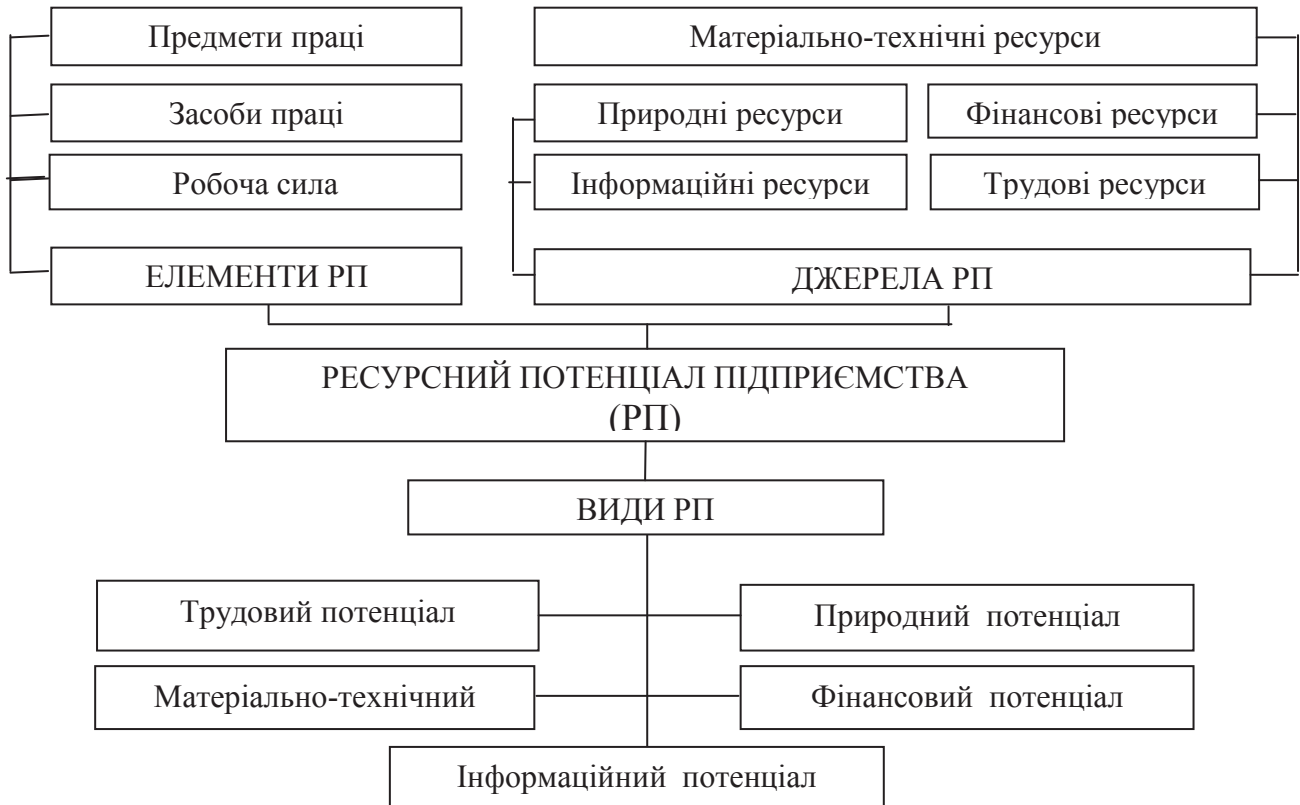 Предмети праці
Матеріально-технічні ресурси
Засоби праці
Природні ресурси
Фінансові ресурси
Робоча сила
Інформаційні ресурси
Трудові ресурси
ЕЛЕМЕНТИ РП
ДЖЕРЕЛА РП
РЕСУРСНИЙ ПОТЕНЦІАЛ ПІДПРИЄМСТВА
(РП)
ВИДИ РП
Трудовий потенціал
Природний потенціал
Матеріально-технічний
Фінансовий потенціал
Інформаційний потенціал